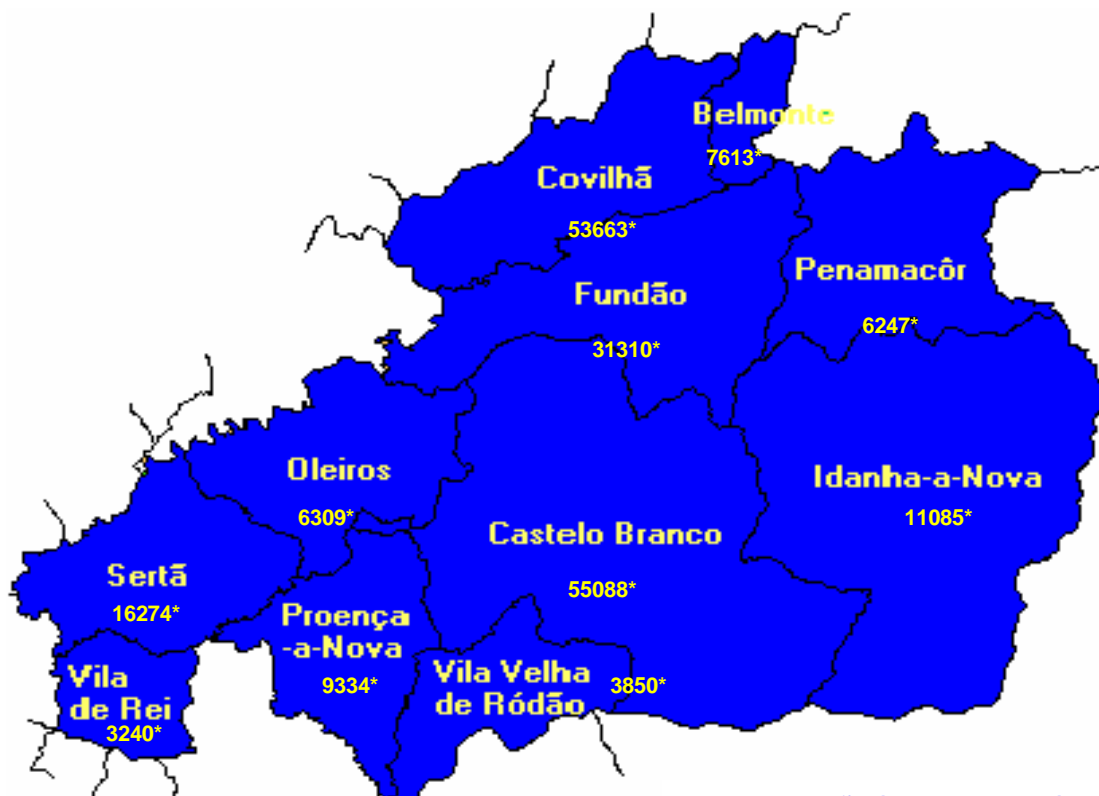 Belmonte
7613*
Covilhã
53663*
Penamacôr
6247*
Fundão
31310*
Oleiros
6309*
Idanha-a-Nova
11085*
Castelo Branco
55088*
Sertã
16274*
Proença
-a-Nova
9334*
Vila Velha
de Ródão
3850*
Vila
de Rei
3240*